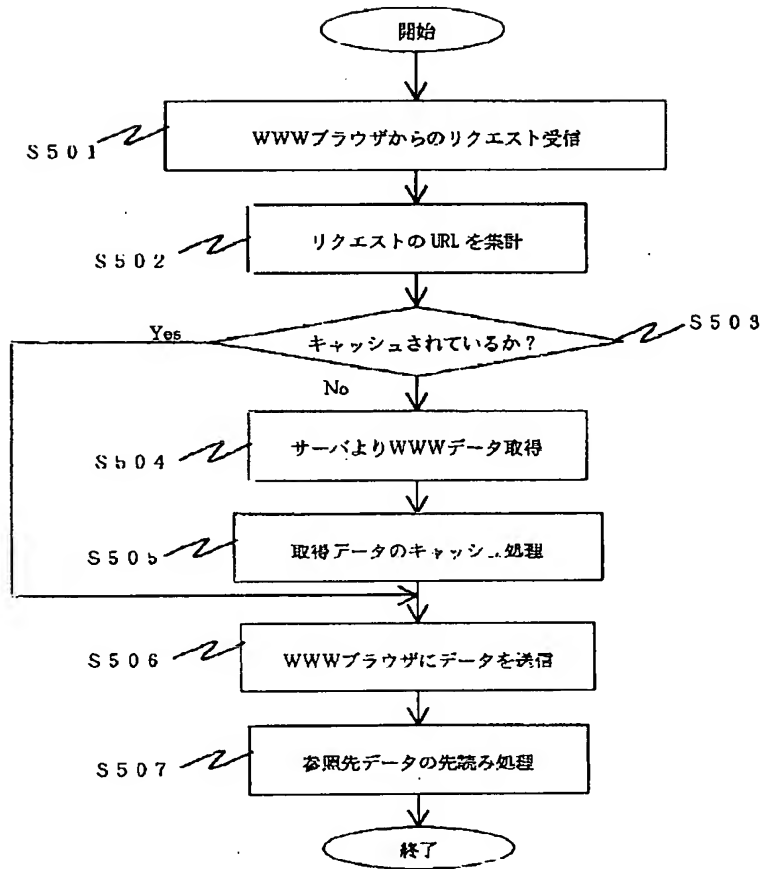 開始
S501
WWWブラウザからのリクエスト受信
S502
リクエストのURLを集計
S503
Yes
キャッシュされているか？
No
S504
サーバよりWWWデータ取得
S505
取得データのキャッシュ処理
S506
WWWブラウザにデータを送信
S507
参照先データの先読み処理
終了